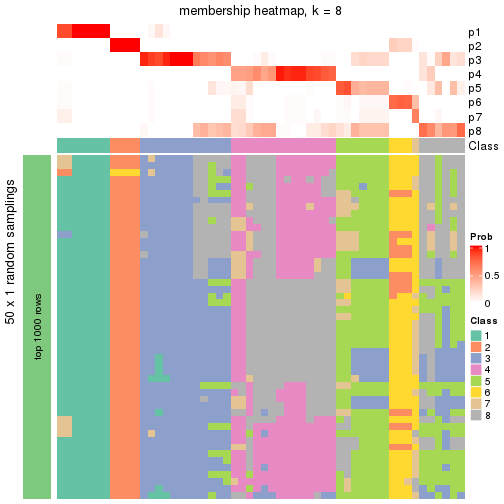 membership heatmap, k = 8
p1
p2
p3
p4
p5
p6
p7
p8
Class
50 x 1 random samplings
top 1000 rows
Prob
1
0.5
0
Class
1
2
3
4
5
6
7
8